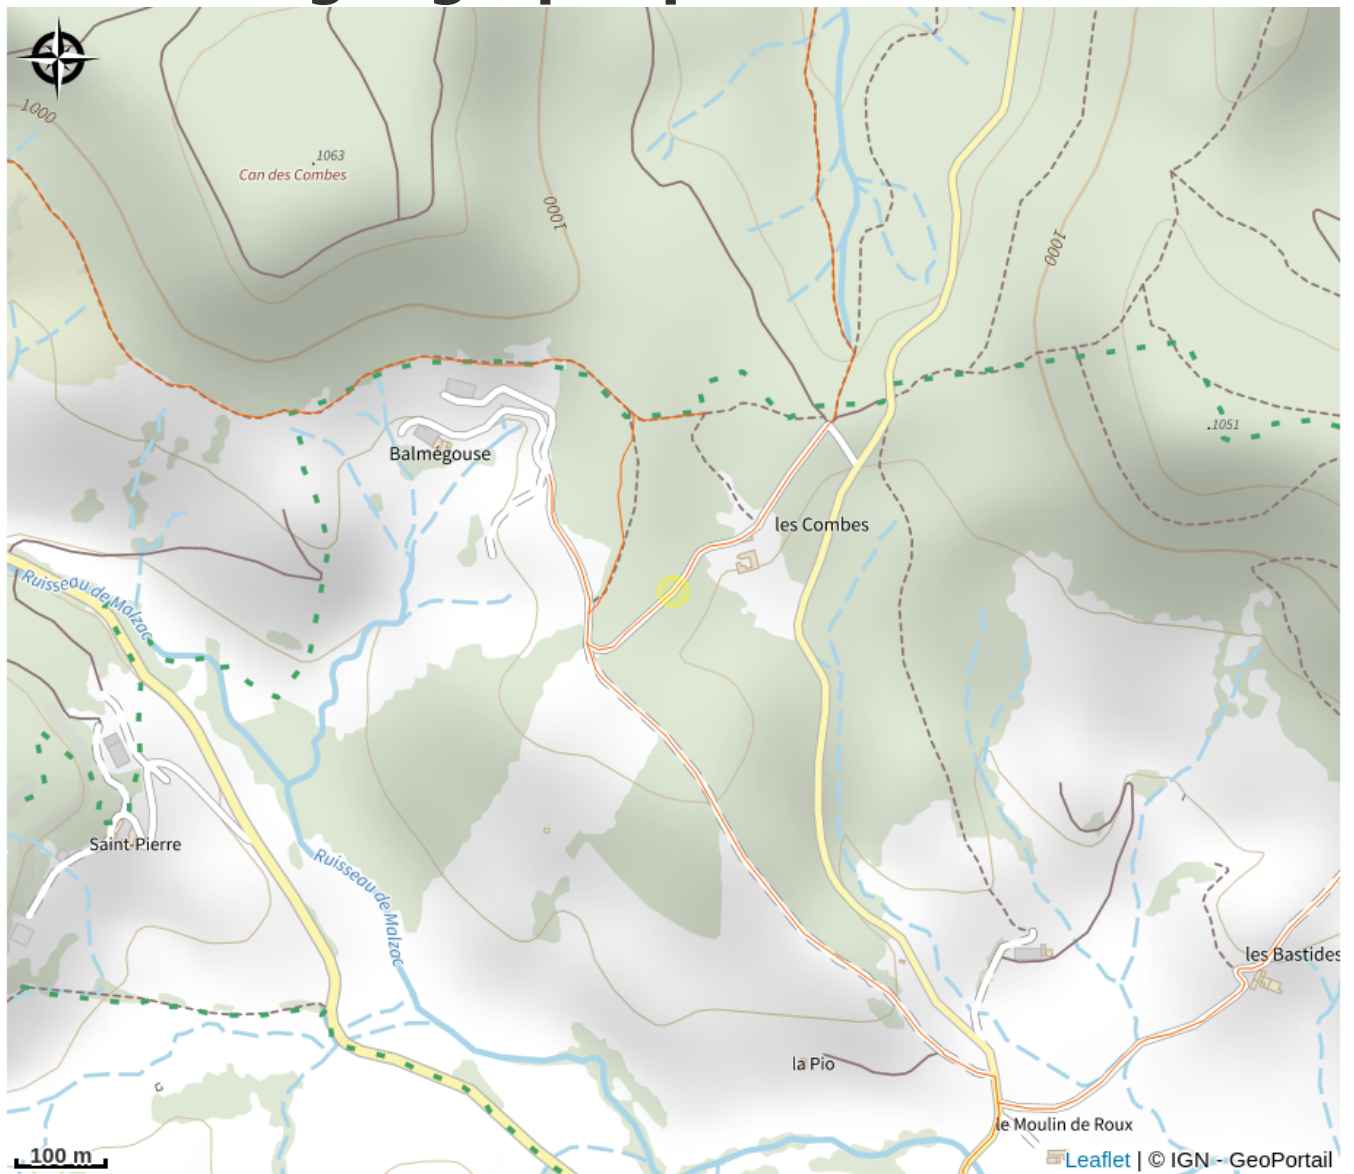 1000
1063
Can des Combes
1000
1000
1051
Balmégouse
les Combes
Ruisseau de Malzac
Saint-Pierre
Ruisseau de Malzac
les Bastides
la Pio
le Moulin de Roux
100 m
Leaflet | © IGN - GeoPortail